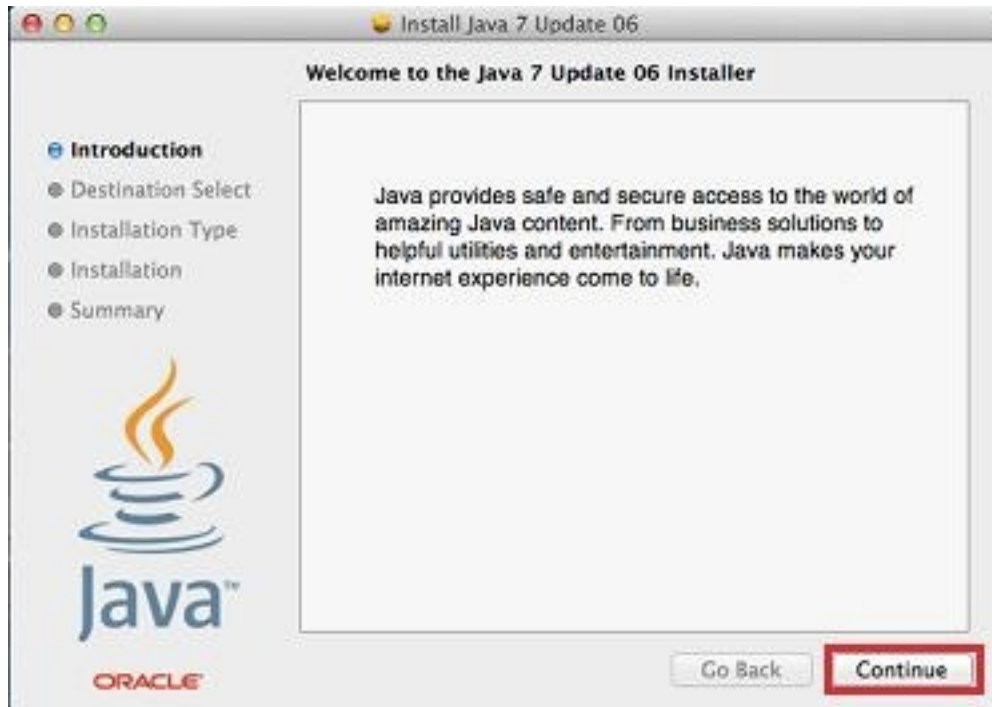 Install Java 7 Update 06
Welcome to the Java 7 Update 06 Installer
Introduction
Destination Select
Installation Type
Installation
Summary
Java provides safe and secure access to the world of
amazing Java content. From business solutions to
helpful utilities and entertainment. Java makes your
internet experience come to life.
Java™
ORACLE®
Go Back
Continue